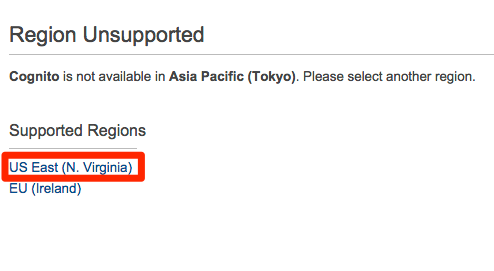 Region Unsupported
Cognito is not available in Asia Pacific (Tokyo). Please select another region.
Supported Regions
US East (N. Virginia)
EU (Ireland)